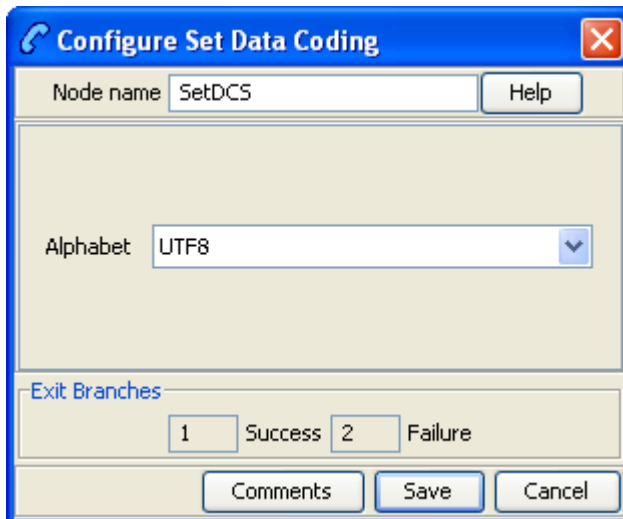 Configure Set Data Coding
Node name SetDCS Help
Alphabet UTF8
Exit Branches
1 Success 2 Failure
Comments Save Cancel